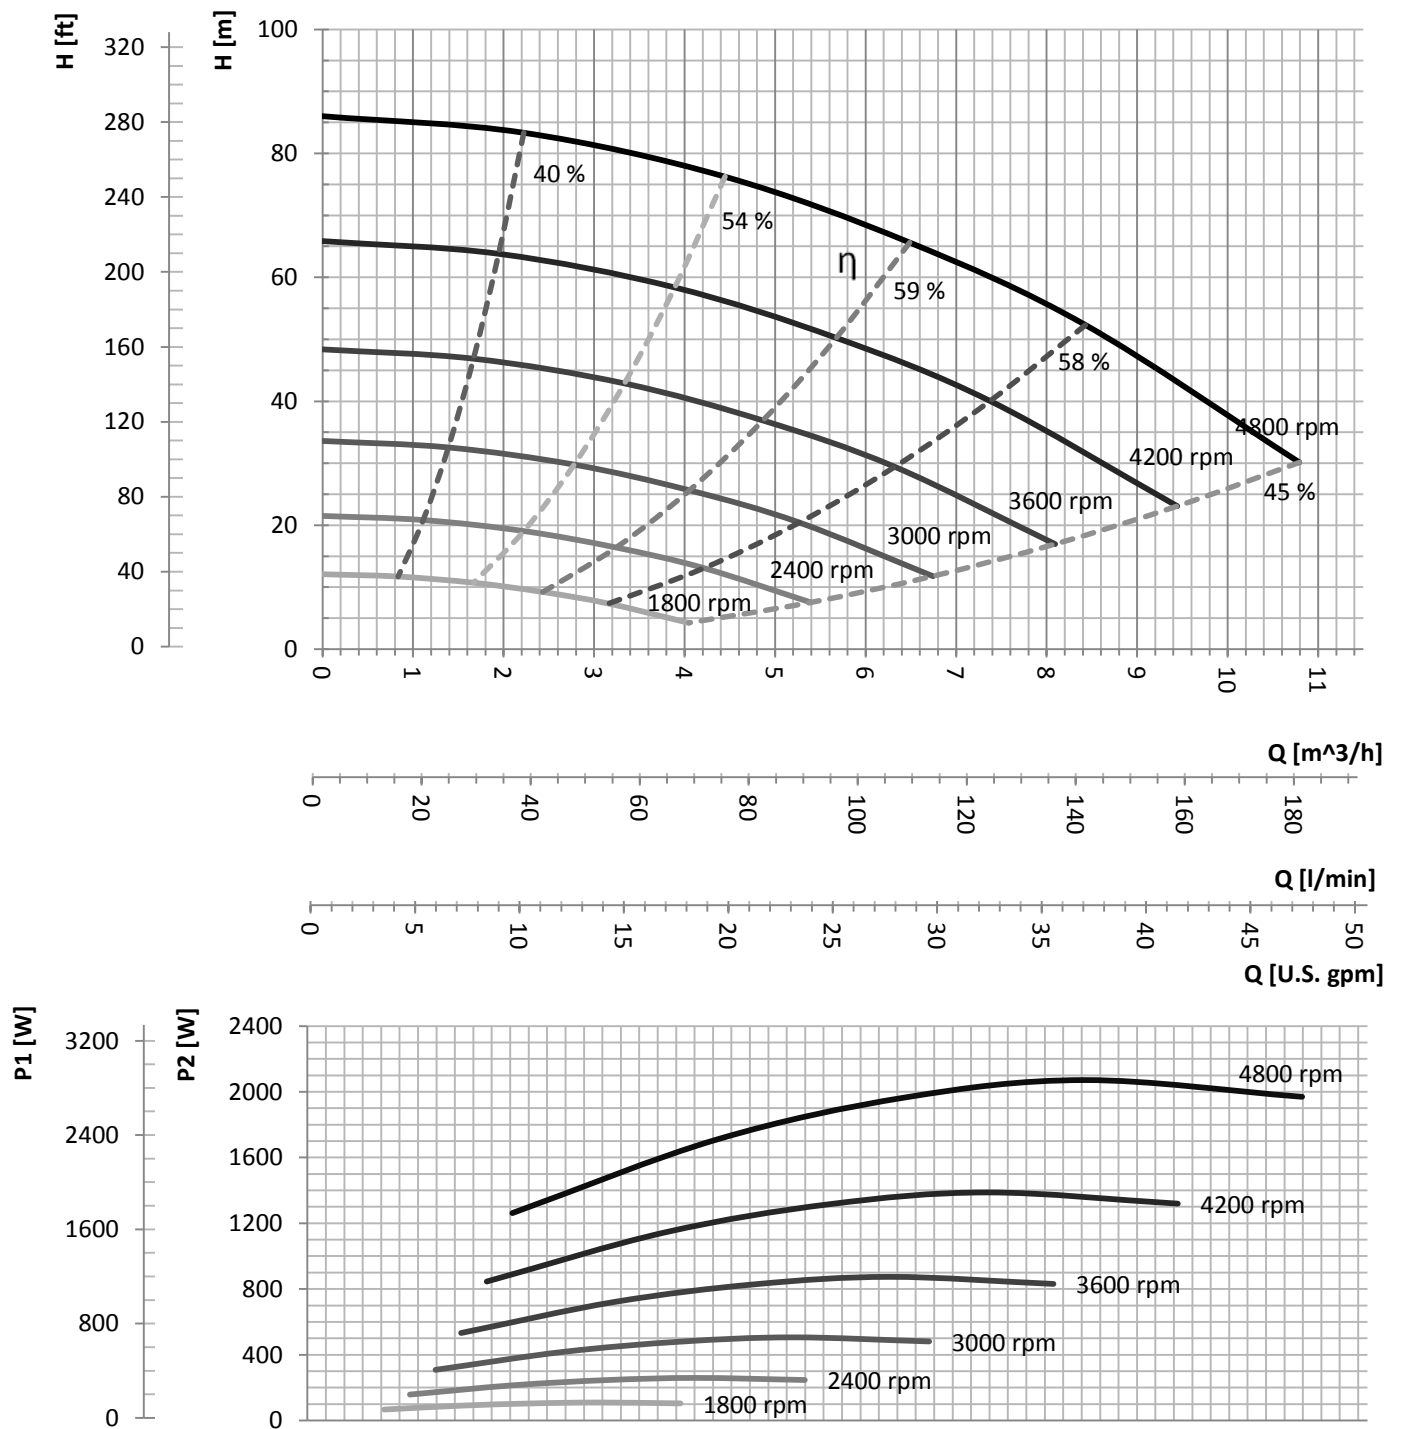 H [ft]
H [m]
320
280
240
200
160
120
80
40
0
100
80
60
40
20
0
40 %
54 %
η
59 %
58 %
45 %
4800 rpm
4200 rpm
3600 rpm
3000 rpm
2400 rpm
1800 rpm
0 1 2 3 4 5 6 7 8 9 10 11
Q [m^3/h]
0 20 40 60 80 100 120 140 160 180
Q [l/min]
0 5 10 15 20 25 30 35 40 45 50
Q [U.S. gpm]
P1 [W]
P2 [W]
3200
2400
1600
800
0
2400
2000
1600
1200
800
400
0
4800 rpm
4200 rpm
3600 rpm
3000 rpm
2400 rpm
1800 rpm